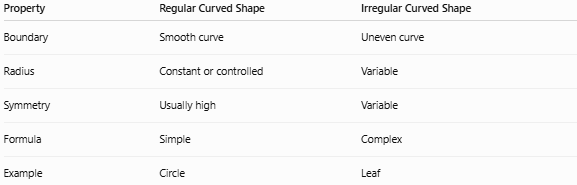 Property Regular Curved Shape Irregular Curved Shape
Boundary Smooth curve Uneven curve
Radius Constant or controlled Variable
Symmetry Usually high Variable
Formula Simple Complex
Example Circle Leaf